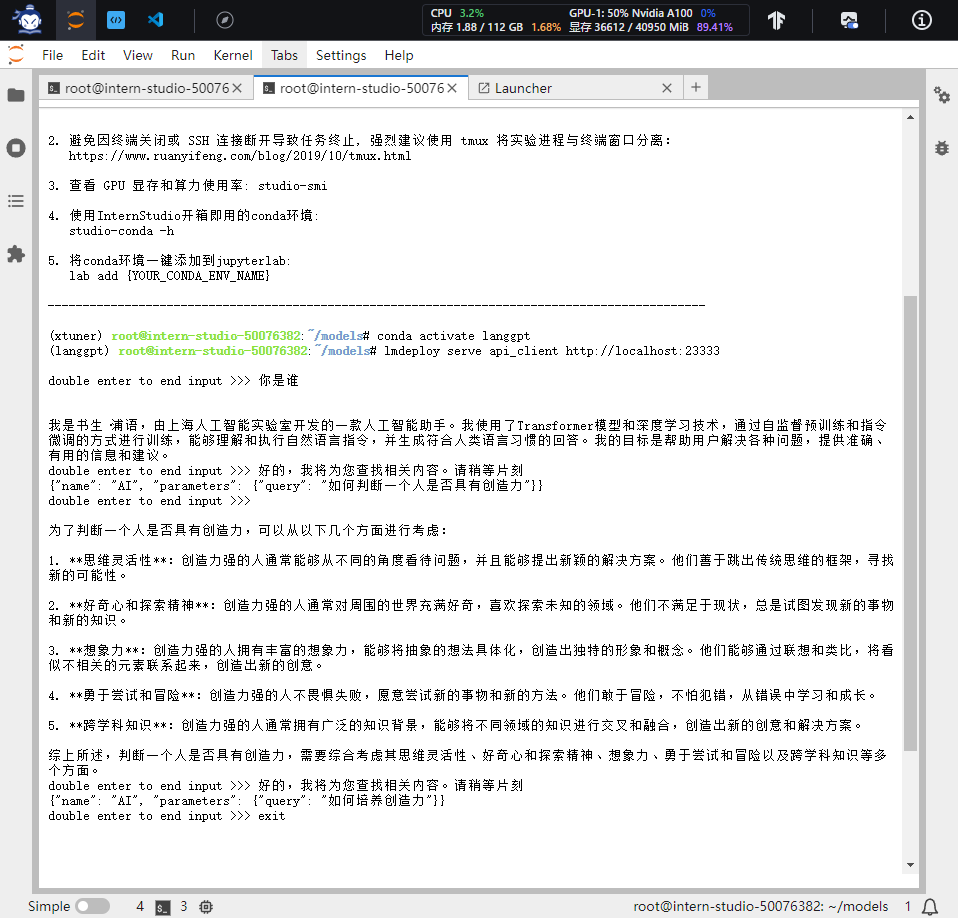 CPU 3.2% GPU-1: 50% Nvidia A100 0%
内存 1.88 / 112 GB 1.68% 显存 36612 / 40950 MiB 89.41%
File Edit View Run Kernel Tabs Settings Help
root@intern-studio-50076 root@intern-studio-50076 Launcher
2. 避免因终端关闭或 SSH 连接断开导致任务终止, 强烈建议使用 tmux 将实验进程与终端窗口分离:
https://www.ruanyifeng.com/blog/2019/10/tmux.html
3. 查看 GPU 显存和算力使用率: studio-smi
4. 使用InternStudio开箱即用的conda环境:
studio-conda -h
5. 将conda环境一键添加到jupyterlab:
lab add {YOUR_CONDA_ENV_NAME}
-----------------------------------------------------------------------------------------------
(xtuner) root@intern-studio-50076382:~/models# conda activate langgpt
(langgpt) root@intern-studio-50076382:~/models# lmdeploy serve api_client http://localhost:23333
double enter to end input >>> 你是谁
我是书生·浦语，由上海人工智能实验室开发的一款人工智能助手。我使用了Transformer模型和深度学习技术，通过自监督预训练和指令
微调的方式进行训练，能够理解和执行自然语言指令，并生成符合人类语言习惯的回答。我的目标是帮助用户解决各种问题，提供准确、
有用的信息和建议。
double enter to end input >>> 好的，我将为您查找相关内容。请稍等片刻
{"name": "AI", "parameters": {"query": "如何判断一个人是否具有创造力"}}
double enter to end input >>>
为了判断一个人是否具有创造力，可以从以下几个方面进行考虑：
1. **思维灵活性**：创造力强的人通常能够从不同的角度看待问题，并且能够提出新颖的解决方案。他们善于跳出传统思维的框架，寻找
新的可能性。
2. **好奇心和探索精神**：创造力强的人通常对周围的世界充满好奇，喜欢探索未知的领域。他们不满足于现状，总是试图发现新的事物
和新的知识。
3. **想象力**：创造力强的人拥有丰富的想象力，能够将抽象的想法具体化，创造出独特的形象和概念。他们能够通过联想和类比，将看
似不相关的元素联系起来，创造出新的创意。
4. **勇于尝试和冒险**：创造力强的人不畏惧失败，愿意尝试新的事物和新的方法。他们敢于冒险，不怕犯错，从错误中学习和成长。
5. **跨学科知识**：创造力强的人通常拥有广泛的知识背景，能够将不同领域的知识进行交叉和融合，创造出新的创意和解决方案。
综上所述，判断一个人是否具有创造力，需要综合考虑其思维灵活性、好奇心和探索精神、想象力、勇于尝试和冒险以及跨学科知识等多
个方面。
double enter to end input >>> 好的，我将为您查找相关内容。请稍等片刻
{"name": "AI", "parameters": {"query": "如何培养创造力"}}
double enter to end input >>> exit
Simple 4 3 root@intern-studio-50076382: ~/models 1